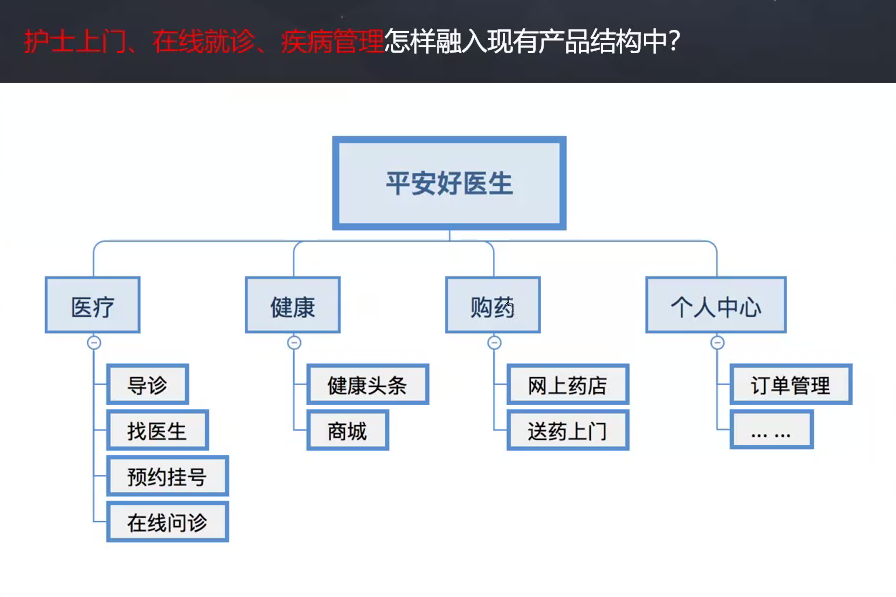 护士上门、在线就诊、疾病管理怎样融入现有产品结构中？
平安好医生
医疗
健康
购药
个人中心
导诊
健康头条
网上药店
订单管理
找医生
商城
送药上门
... ...
预约挂号
在线问诊